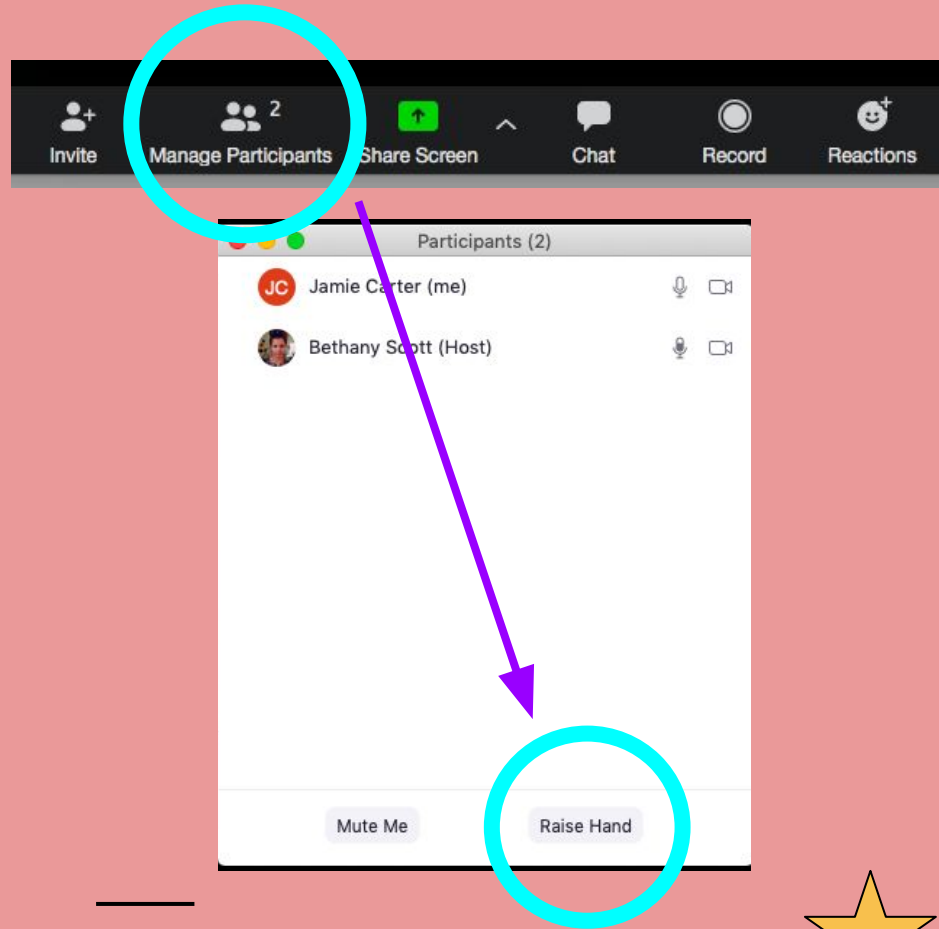 2
Invite Manage Participants Share Screen Chat Record Reactions
Participants (2)
JC Jamie Carter (me)
Bethany Scott (Host)
Mute Me Raise Hand